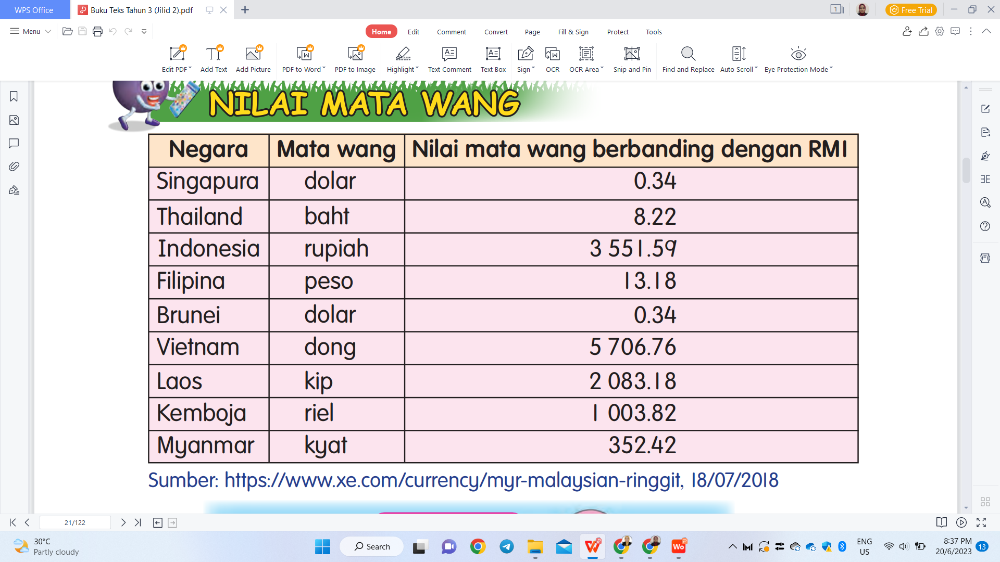 WPS Office
Buku Teks Tahun 3 (Jilid 2).pdf
1
Free Trial
Menu
Home Edit Comment Convert Page Fill & Sign Protect Tools
Edit PDF Add Text Add Picture PDF to Word PDF to Image Highlight Text Comment Text Box Sign OCR OCR Area Snip and Pin Find and Replace Auto Scroll Eye Protection Mode
NILAI MATA WANG
Negara Mata wang Nilai mata wang berbanding dengan RM1
Singapura dolar 0.34
Thailand baht 8.22
Indonesia rupiah 3 551.59
Filipina peso 13.18
Brunei dolar 0.34
Vietnam dong 5 706.76
Laos kip 2 083.18
Kemboja riel 1 003.82
Myanmar kyat 352.42
Sumber: https://www.xe.com/currency/myr-malaysian-ringgit, 18/07/2018
21/122
30°C
Partly cloudy
Search
Wo
ENG
US
8:37 PM
20/6/2023
13